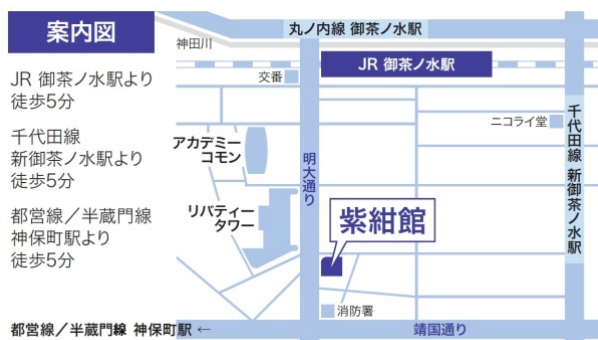 案内図
JR 御茶ノ水駅より
徒歩5分
千代田線
新御茶ノ水駅より
徒歩5分
都営線／半蔵門線
神保町駅より
徒歩5分
丸ノ内線 御茶ノ水駅
神田川
JR 御茶ノ水駅
交番
ニコライ堂
千代田線 新御茶ノ水駅
アカデミー
コモン
明大通り
リバティー
タワー
紫紺館
消防署
都営線／半蔵門線 神保町駅 ←
靖国通り